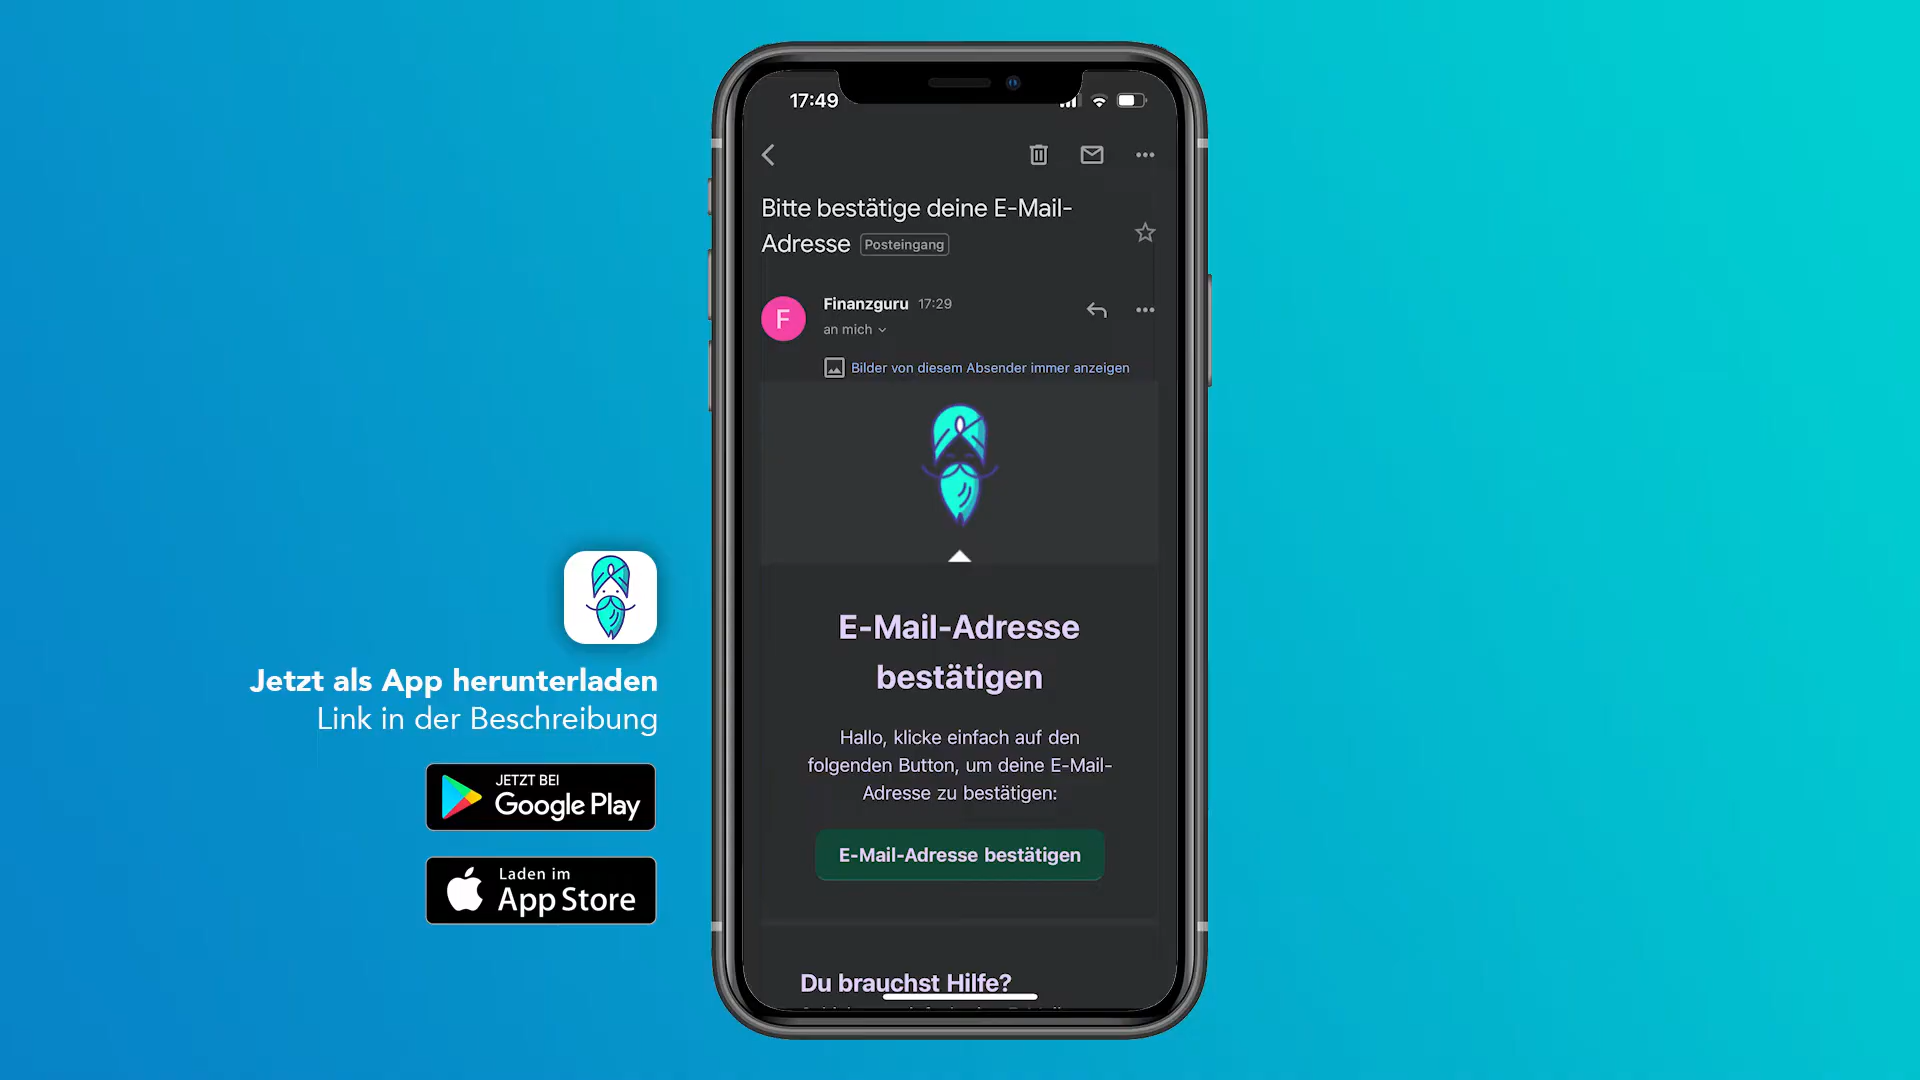 17:49
Bitte bestätige deine E-Mail-
Adresse Posteingang
F
Finanzguru 17:29
an mich
Bilder von diesem Absender immer anzeigen
E-Mail-Adresse
bestätigen
Hallo, klicke einfach auf den
folgenden Button, um deine E-Mail-
Adresse zu bestätigen:
E-Mail-Adresse bestätigen
Du brauchst Hilfe?
Jetzt als App herunterladen
Link in der Beschreibung
JETZT BEI
Google Play
Laden im
App Store